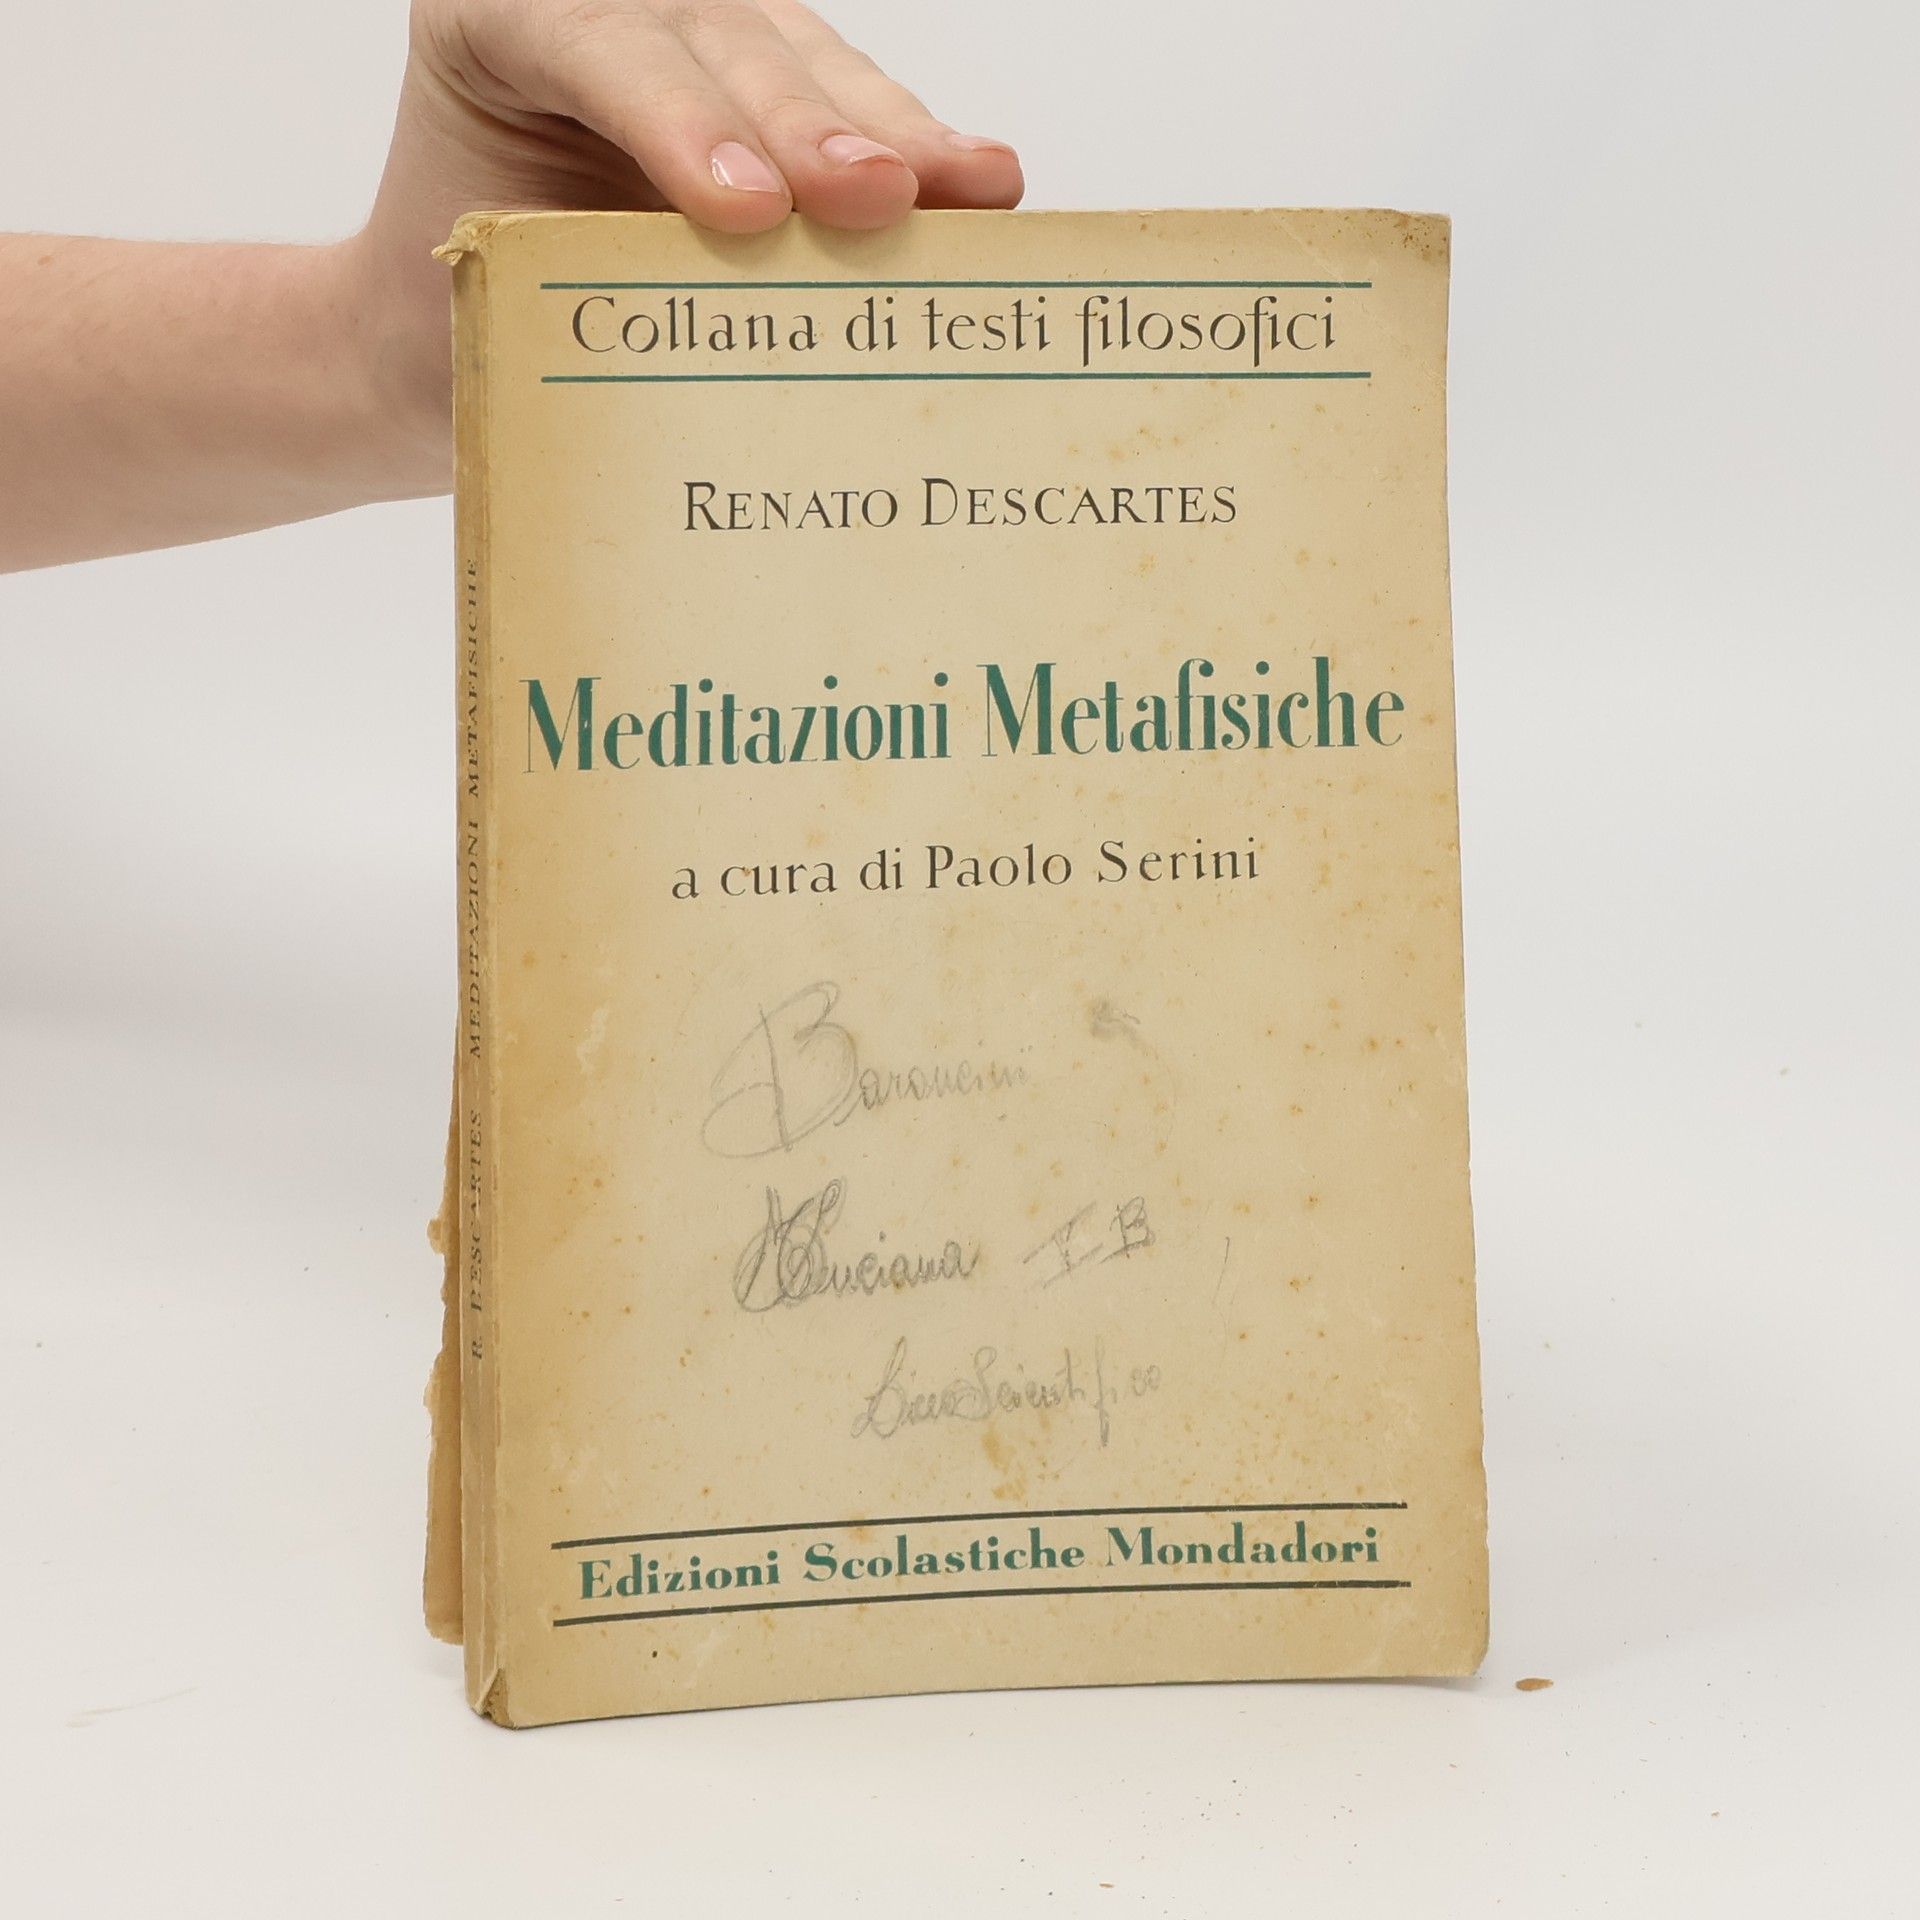 Collana di testi filosofici
RENATO DESCARTES
Meditazioni Metafisiche
a cura di Paolo Serini
Baroncini
Luciana V B
Liceo Scientifico
Edizioni Scolastiche Mondadori
R. DESCARTES - MEDITAZIONI METAFISICHE